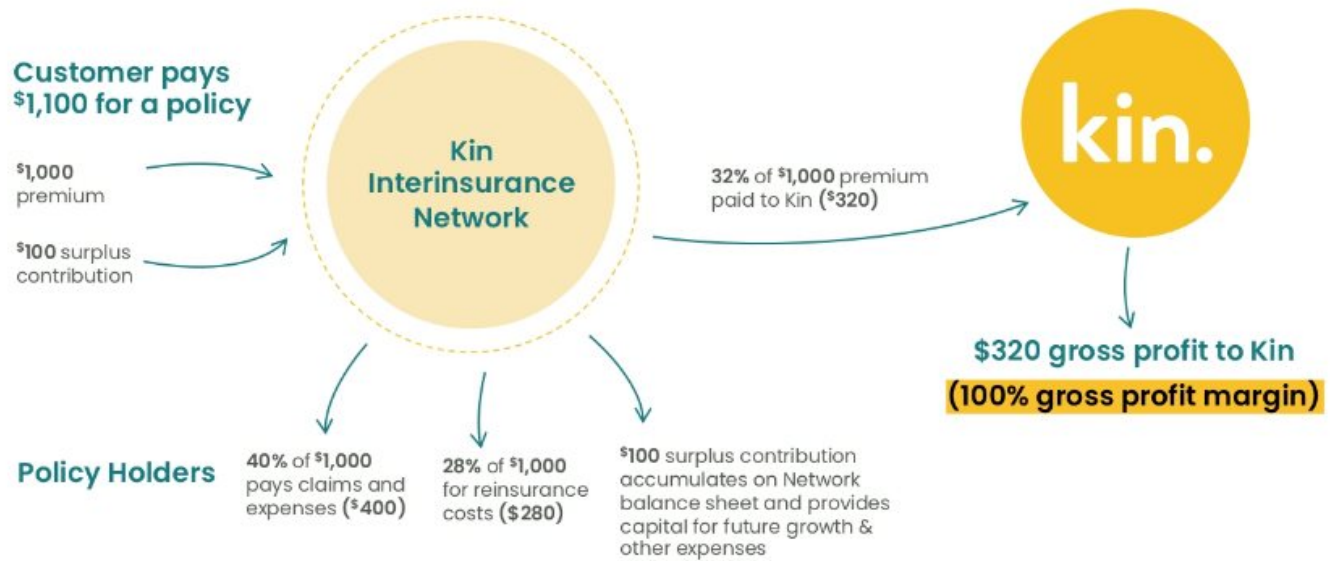 Customer pays
$1,100 for a policy
$1,000
premium
$100 surplus
contribution
Kin
Interinsurance
Network
32% of $1,000 premium
paid to Kin ($320)
kin.
$320 gross profit to Kin
(100% gross profit margin)
Policy Holders
40% of $1,000
pays claims and
expenses ($400)
28% of $1,000
for reinsurance
costs ($280)
$100 surplus contribution
accumulates on Network
balance sheet and provides
capital for future growth &
other expenses